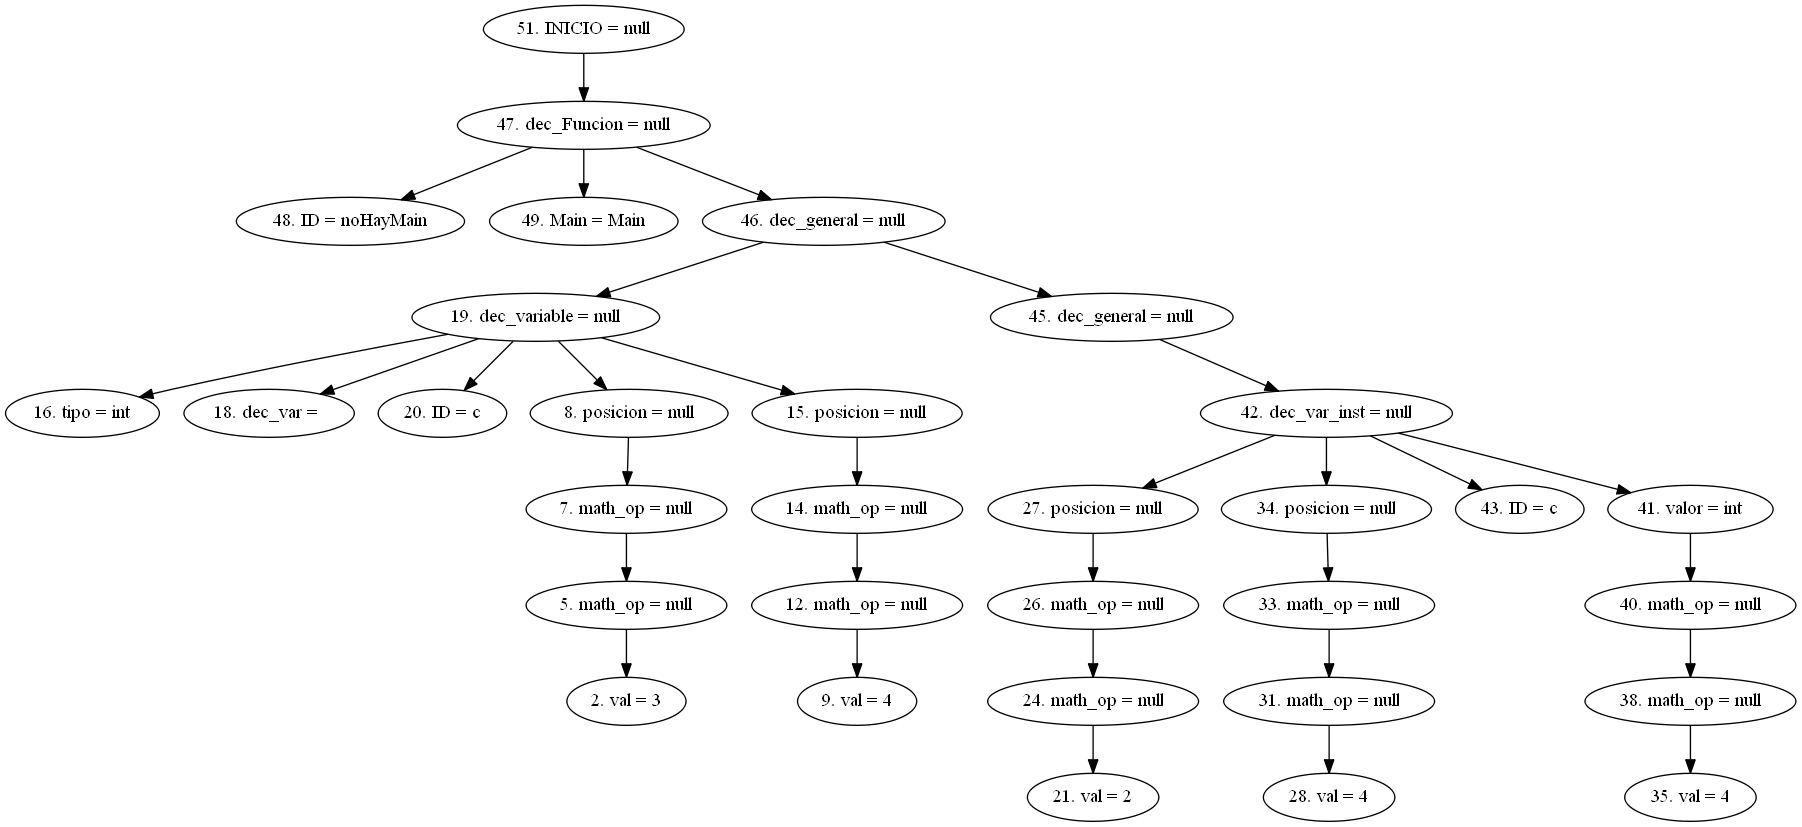 51. INICIO = null
47. dec_Funcion = null
48. ID = noHayMain
49. Main = Main
46. dec_general = null
19. dec_variable = null
45. dec_general = null
16. tipo = int
18. dec_var =
20. ID = c
8. posicion = null
15. posicion = null
42. dec_var_inst = null
7. math_op = null
14. math_op = null
27. posicion = null
34. posicion = null
43. ID = c
41. valor = int
5. math_op = null
12. math_op = null
26. math_op = null
33. math_op = null
40. math_op = null
2. val = 3
9. val = 4
24. math_op = null
31. math_op = null
38. math_op = null
21. val = 2
28. val = 4
35. val = 4